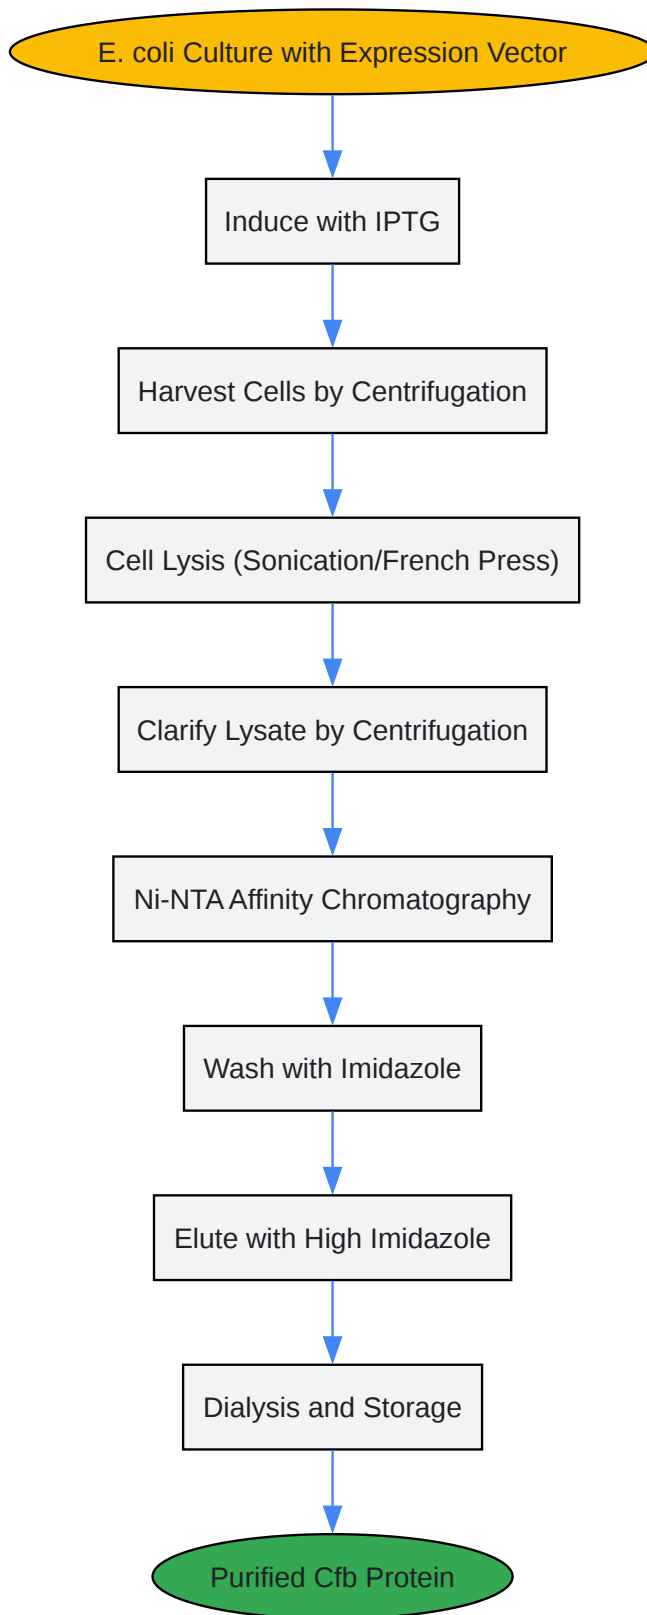 E. coli Culture with Expression Vector
Induce with IPTG
Harvest Cells by Centrifugation
Cell Lysis (Sonication/French Press)
Clarify Lysate by Centrifugation
Ni-NTA Affinity Chromatography
Wash with Imidazole
Elute with High Imidazole
Dialysis and Storage
Purified Cfb Protein